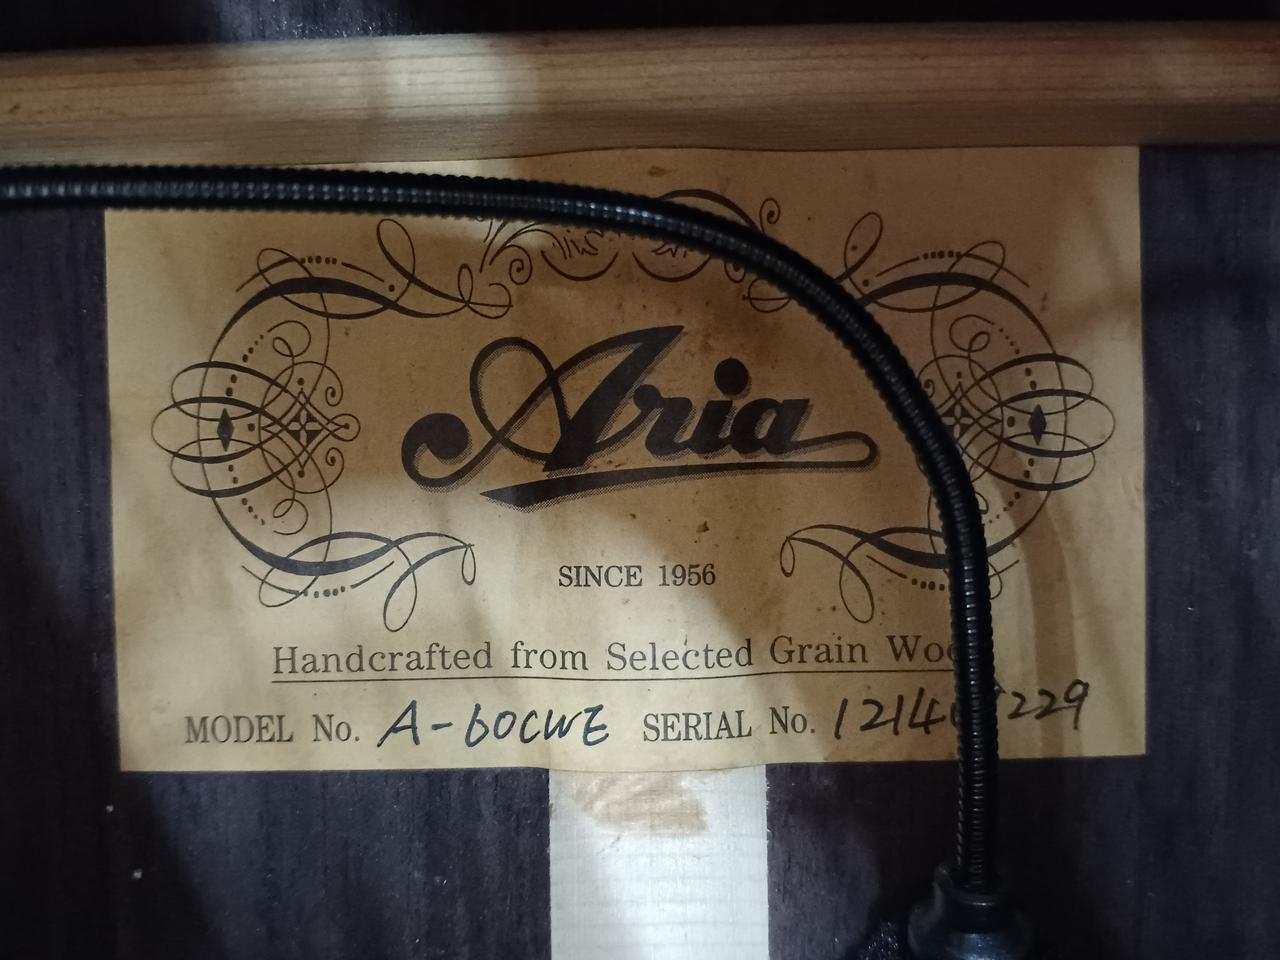 Aria
SINCE 1956
Handcrafted from Selected Grain
MODEL No. A-60CWE SERIAL No.